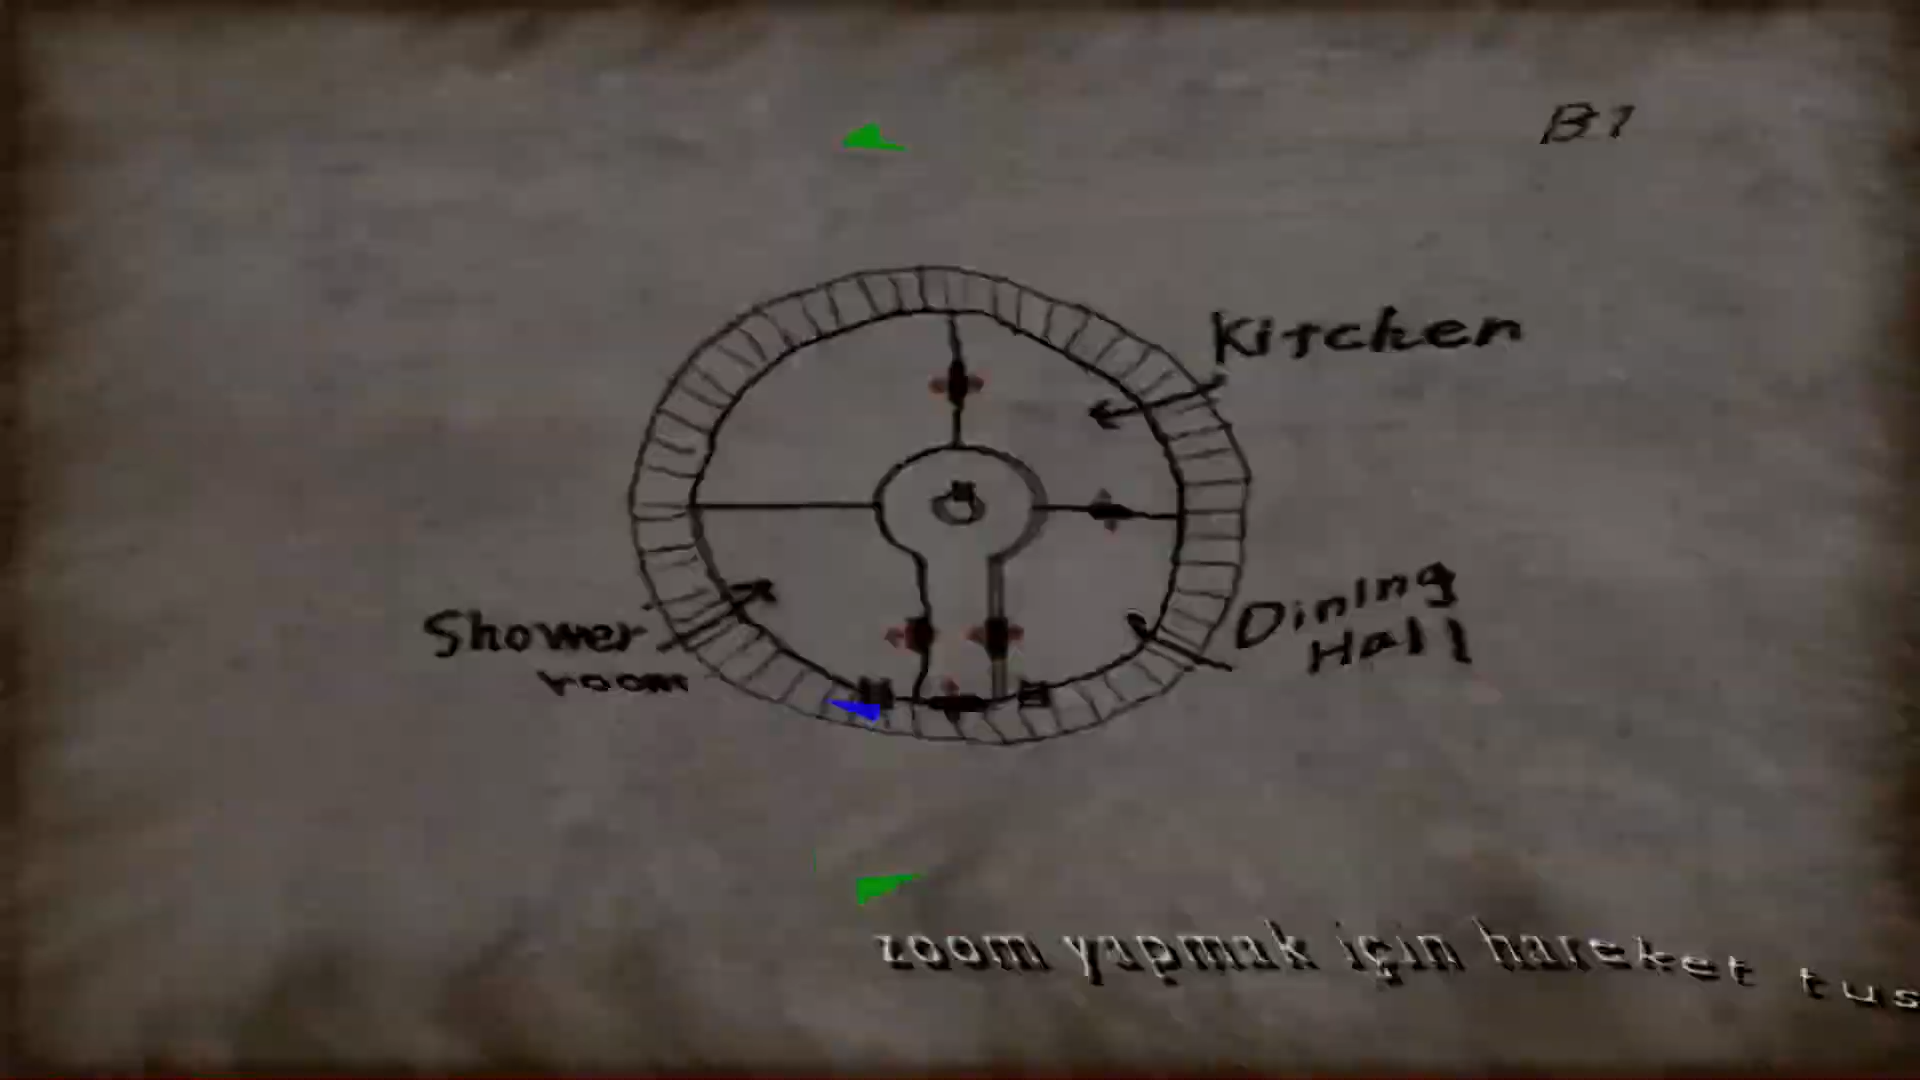 B1
Kitchen
Dining
Hall
Shower
room
zoom yapmak için hareket tus